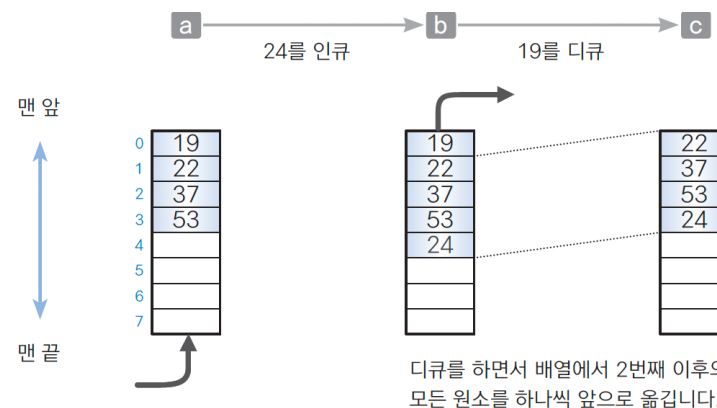 a b c
24를 인큐 19를 디큐
맨 앞
0 19 19 22
1 22 22 37
2 37 37 53
3 53 53 24
4 24
5
6
7
맨 끝
디큐를 하면서 배열에서 2번째 이후의
모든 원소를 하나씩 앞으로 옮깁니다.